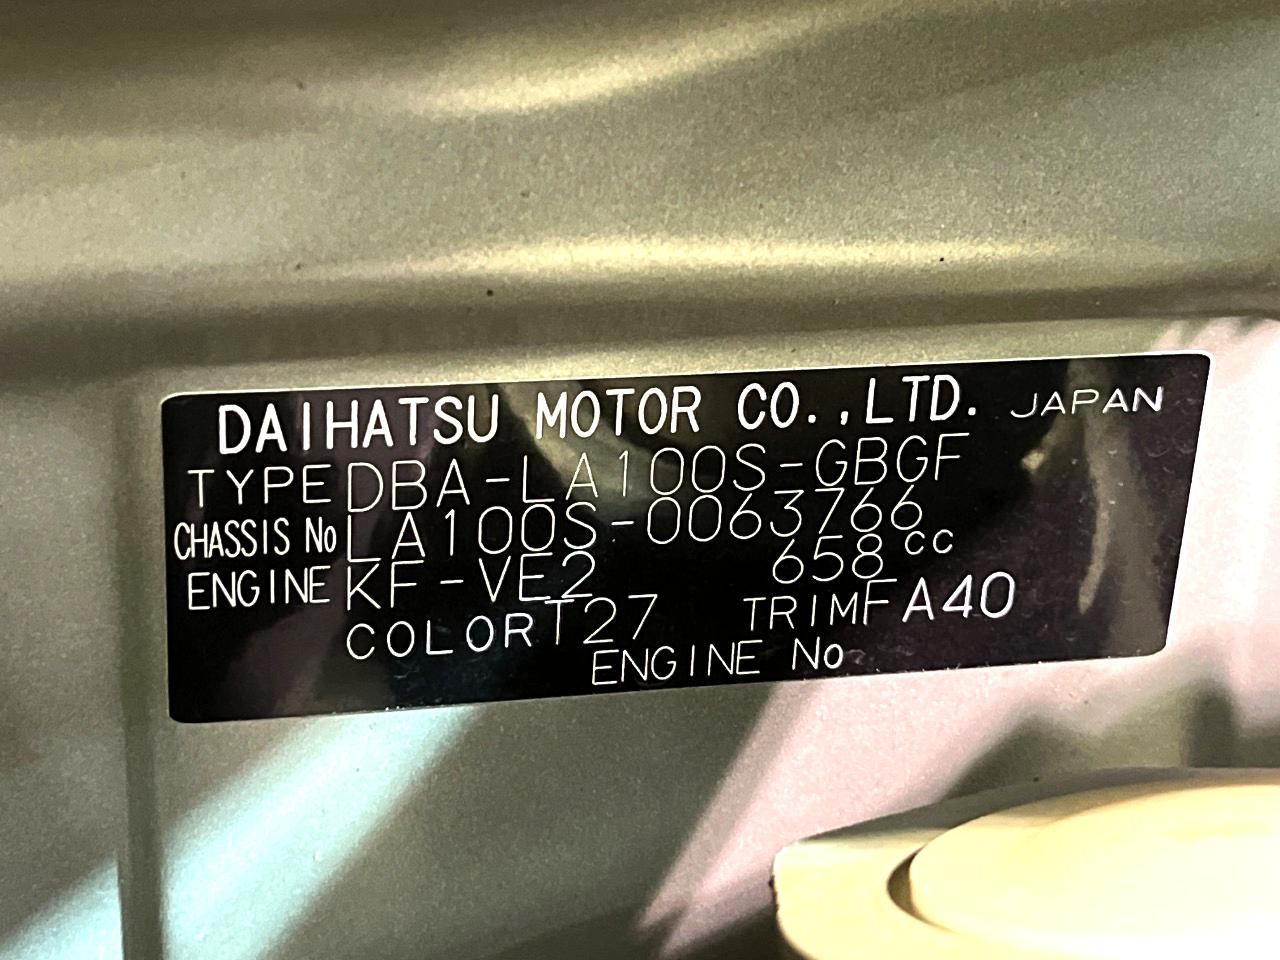 DAIHATSU MOTOR CO.,LTD. JAPAN
TYPE DBA-LA100S-GBGF
CHASSIS No LA100S-0063766
ENGINE KF-VE2 658cc
COLOR T27 TRIM FA40
ENGINE No